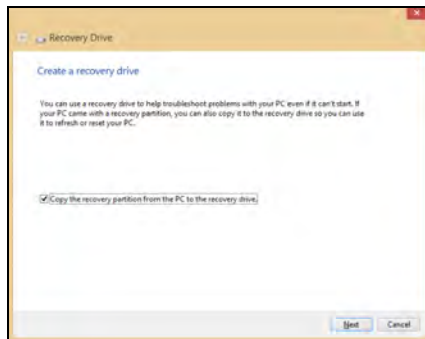 Recovery Drive
Create a recovery drive
You can use a recovery drive to help troubleshoot problems with your PC even if it can't start. If
your PC came with a recovery partition, you can also copy it to the recovery drive so you can use
it to refresh or reset your PC.
Copy the recovery partition from the PC to the recovery drive.
Next Cancel